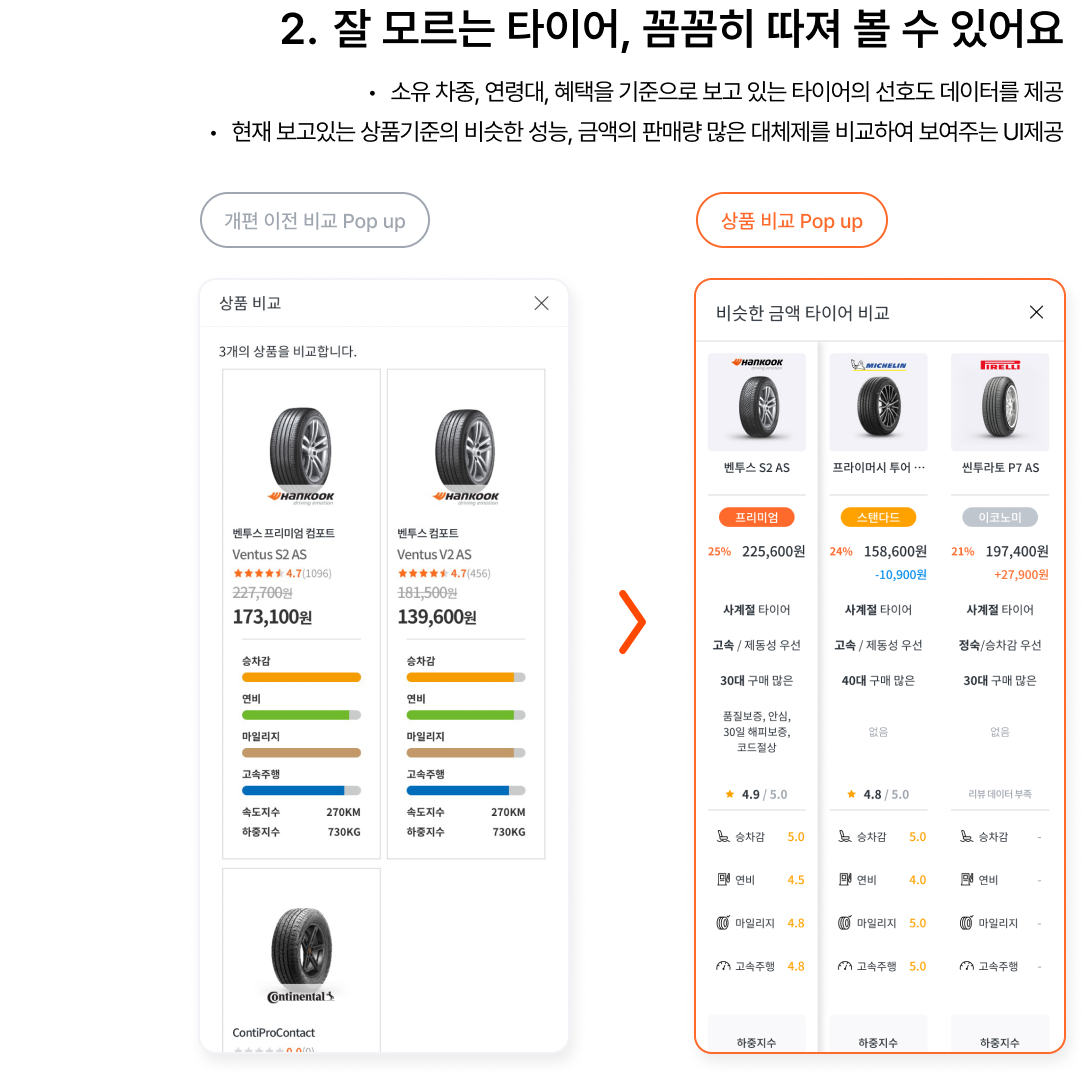 2. 잘 모르는 타이어, 꼼꼼히 따져 볼 수 있어요
• 소유 차종, 연령대, 혜택을 기준으로 보고 있는 타이어의 선호도 데이터를 제공
• 현재 보고있는 상품기준의 비슷한 성능, 금액의 판매량 많은 대체제를 비교하여 보여주는 UI제공
개편 이전 비교 Pop up
상품 비교
3개의 상품을 비교합니다.
HANKOOK
driving emotion
벤투스 프리미엄 컴포트
Ventus S2 AS
4.7(1096)
227,700원
173,100원
승차감
연비
마일리지
고속주행
속도지수 270KM
하중지수 730KG
HANKOOK
driving emotion
벤투스 컴포트
Ventus V2 AS
4.7(456)
181,500원
139,600원
승차감
연비
마일리지
고속주행
속도지수 270KM
하중지수 730KG
Continental
ContiProContact
0.0(0)
상품 비교 Pop up
비슷한 금액 타이어 비교
HANKOOK
driving emotion
MICHELIN
PIRELLI
벤투스 S2 AS 프라이머시 투어 ··· 씬투라토 P7 AS
프리미엄 스탠다드 이코노미
25% 225,600원 24% 158,600원 21% 197,400원
-10,900원 +27,900원
사계절 타이어 사계절 타이어 사계절 타이어
고속 / 제동성 우선 고속 / 제동성 우선 정숙/승차감 우선
30대 구매 많은 40대 구매 많은 30대 구매 많은
품질보증, 안심,
30일 해피보증, 없음 없음
코드절상
4.9 / 5.0 4.8 / 5.0 리뷰 데이터 부족
승차감 5.0 승차감 5.0 승차감 -
연비 4.5 연비 4.0 연비 -
마일리지 4.8 마일리지 5.0 마일리지 -
고속주행 4.8 고속주행 5.0 고속주행 -
하중지수 하중지수 하중지수